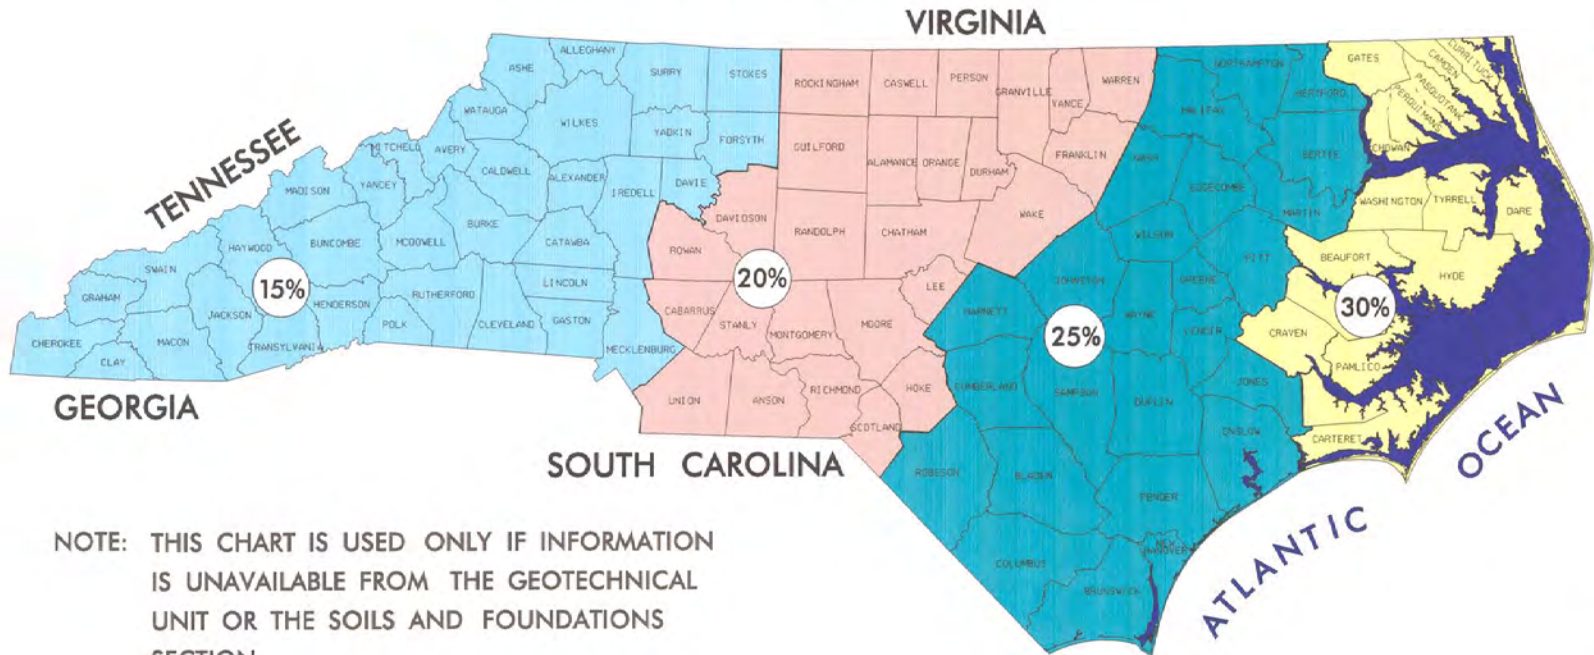 VIRGINIA
ALLEGHANY
ASHE
SURRY
STOKES
ROCKINGHAM
CASWELL
PERSON
GRANVILLE
VANCE
WARREN
NORTHAMPTON
HERTFORD
GATES
CURRITUCK
CAMDEN
PASQUOTANK
PERQUIMANS
CHOWAN
WATAUGA
WILKES
YADKIN
FORSYTH
GUILFORD
ALAMANCE
ORANGE
DURHAM
FRANKLIN
HALIFAX
NASH
BERTIE
TENNESSEE
MITCHELL
AVERY
CALDWELL
ALEXANDER
IREDELL
DAVIE
MADISON
YANCEY
EDGECOMBE
MARTIN
WASHINGTON
TYRRELL
DARE
HAYWOOD
BUNCOMBE
MCDOWELL
BURKE
CATAWBA
ROWAN
DAVIDSON
RANDOLPH
CHATHAM
WAKE
WILSON
PITT
BEAUFORT
HYDE
SWAIN
GRAHAM
JACKSON
15%
HENDERSON
RUTHERFORD
LINCOLN
20%
LEE
JOHNSTON
GREENE
CHEROKEE
CLAY
MACON
TRANSYLVANIA
POLK
CLEVELAND
GASTON
MECKLENBURG
CABARRUS
STANLY
MONTGOMERY
MOORE
HARNETT
25%
WAYNE
LENOIR
CRAVEN
30%
PAMLICO
GEORGIA
UNION
ANSON
RICHMOND
HOKE
SCOTLAND
CUMBERLAND
SAMPSON
DUPLIN
JONES
ONSLOW
CARTERET
SOUTH CAROLINA
ROBESON
BLADEN
PENDER
COLUMBUS
NEW
HANOVER
BRUNSWICK
ATLANTIC OCEAN
NOTE: THIS CHART IS USED ONLY IF INFORMATION
IS UNAVAILABLE FROM THE GEOTECHNICAL
UNIT OR THE SOILS AND FOUNDATIONS
SECTION